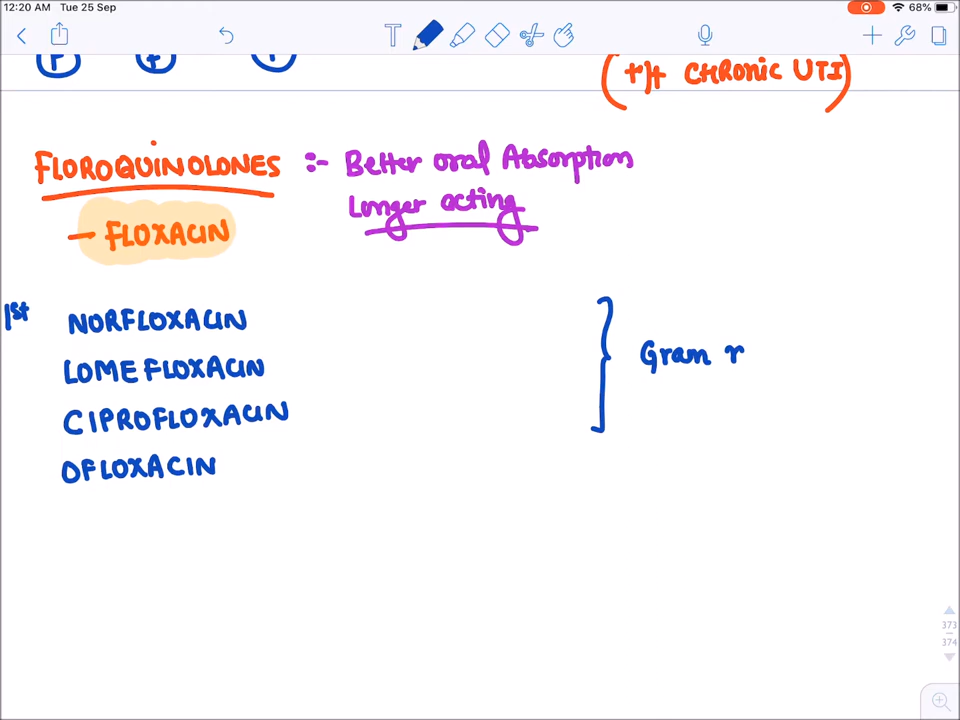 12:20 AM Tue 25 Sep
68%
T
CHRONIC UTI
FLOROQUINOLONES :- Better oral Absorption
Longer acting
- FLOXACIN
1st NORFLOXACIN
LOMEFLOXACIN
CIPROFLOXACIN
OFLOXACIN
Gram
373
374